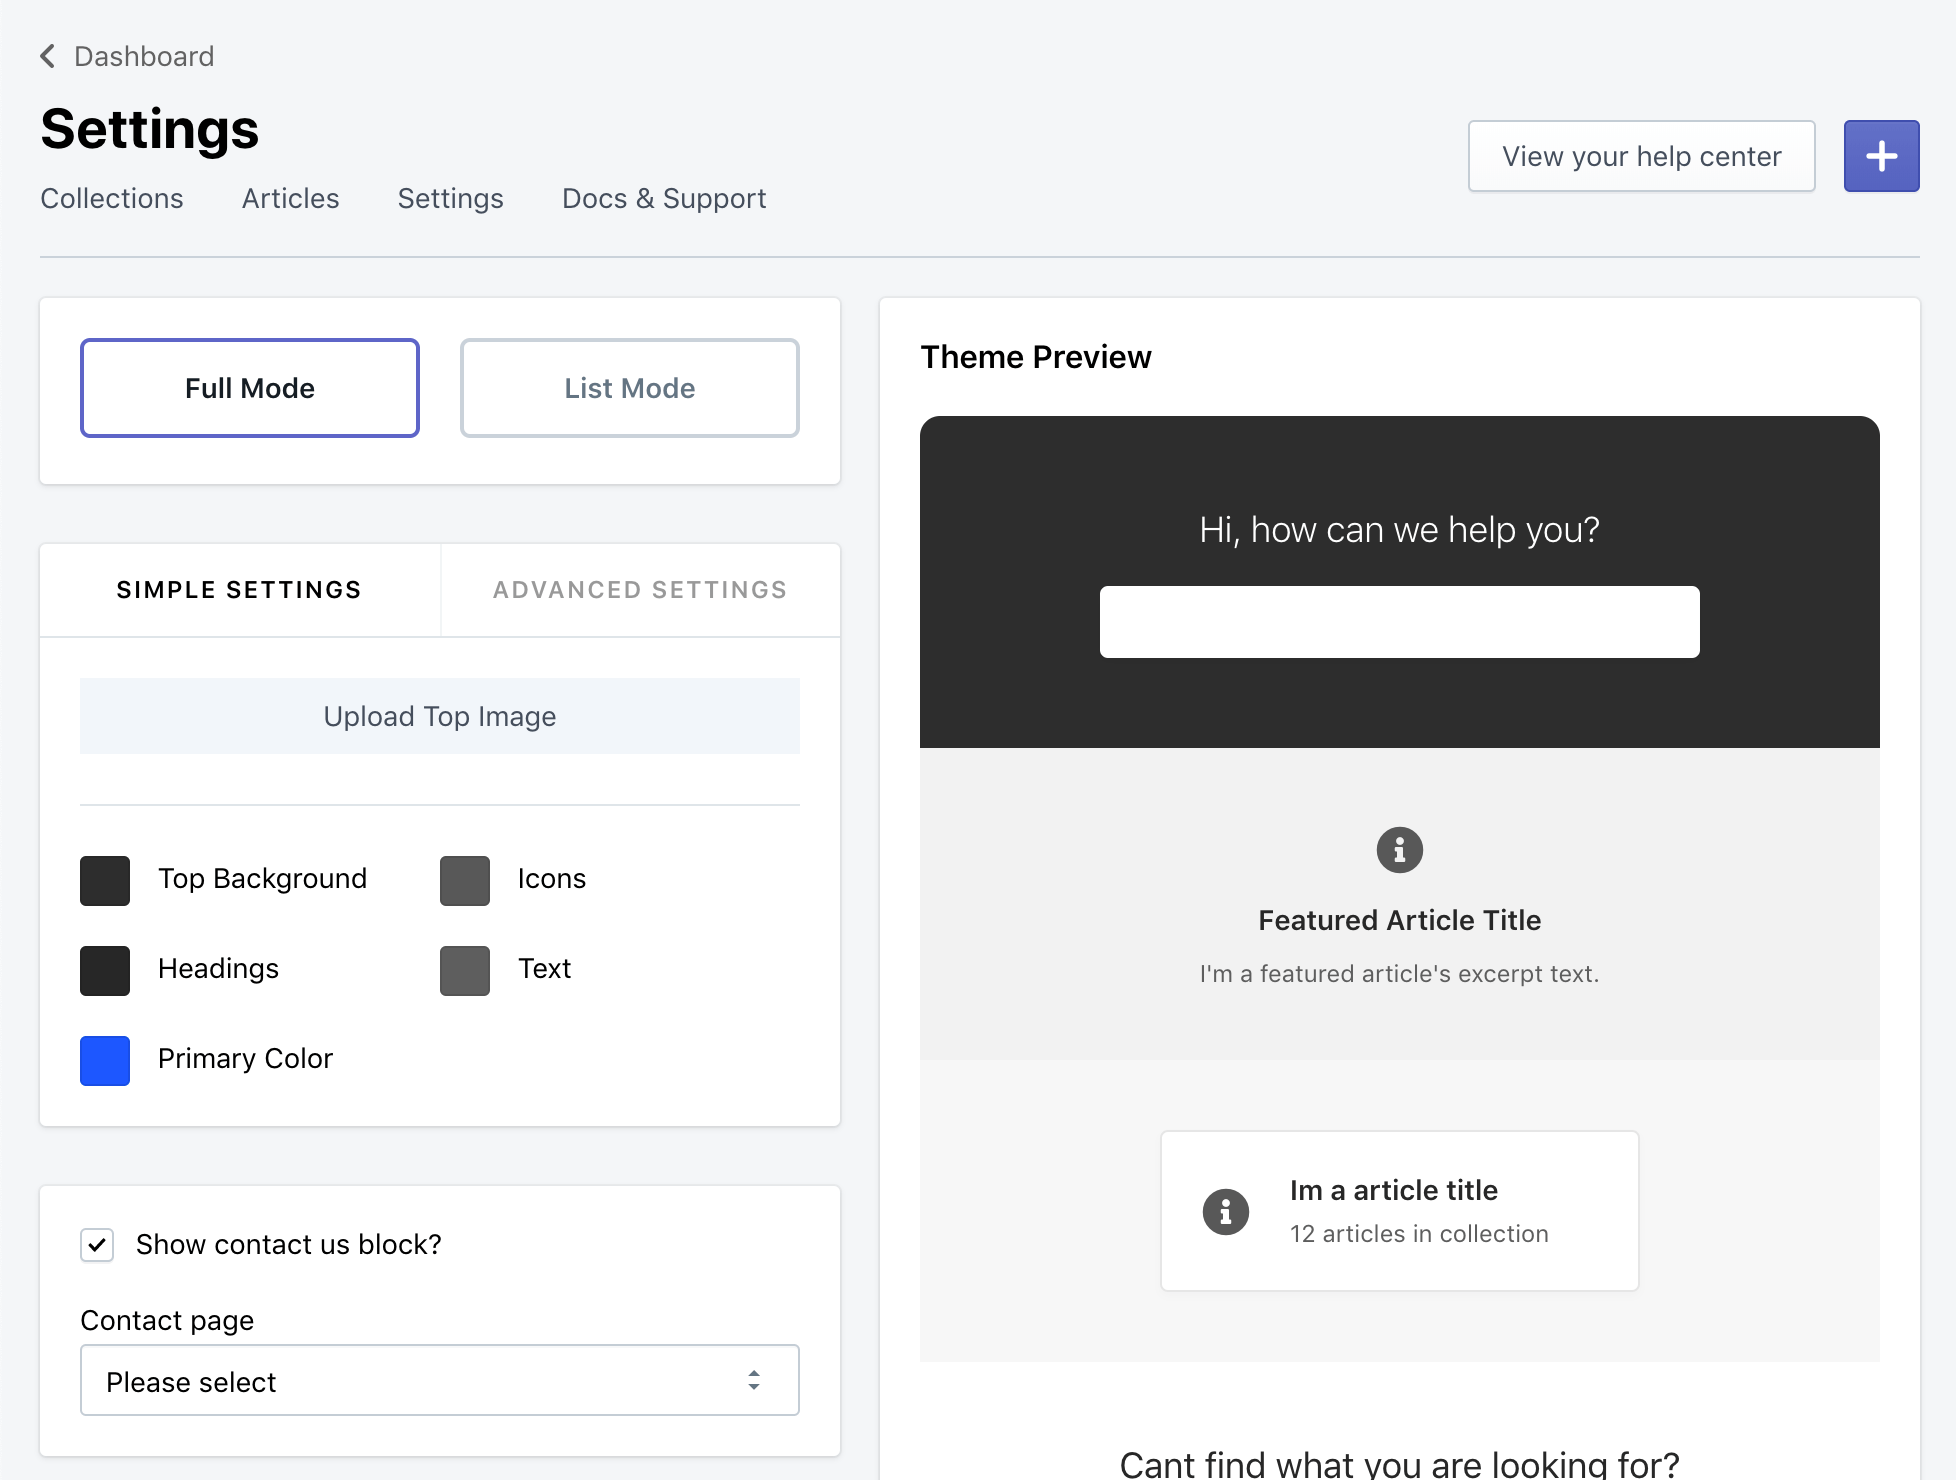 Dashboard
Settings
Collections Articles Settings Docs & Support
View your help center
Full Mode
List Mode
SIMPLE SETTINGS
ADVANCED SETTINGS
Upload Top Image
Top Background
Icons
Headings
Text
Primary Color
Show contact us block?
Contact page
Please select
Theme Preview
Hi, how can we help you?
Featured Article Title
I'm a featured article's excerpt text.
Im a article title
12 articles in collection
Cant find what you are looking for?